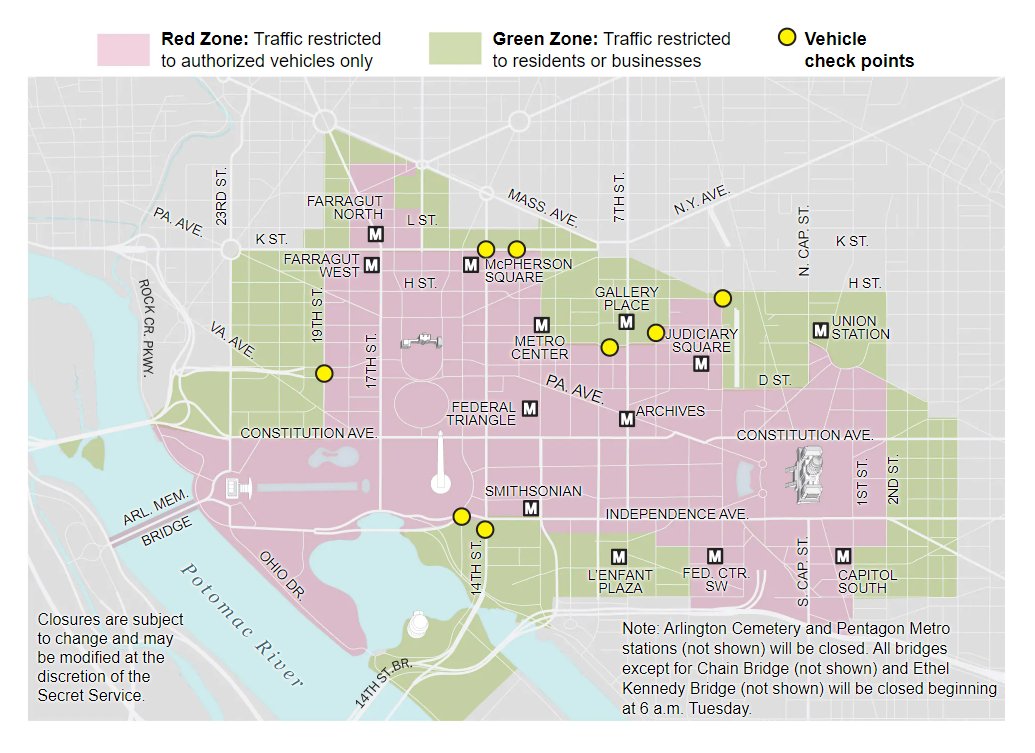 Red Zone: Traffic restricted
to authorized vehicles only
Green Zone: Traffic restricted
to residents or businesses
Vehicle
check points
23RD ST.
PA. AVE.
K ST.
FARRAGUT
NORTH
L ST.
MASS. AVE.
7TH ST.
N.Y. AVE.
N. CAP. ST.
K ST.
FARRAGUT
WEST
M
M
M
McPHERSON
SQUARE
H ST.
H ST.
ROCK CR. PKWY.
VA. AVE.
19TH ST.
17TH ST.
GALLERY
PLACE
M
M
METRO
CENTER
JUDICIARY
SQUARE
M
M
UNION
STATION
D ST.
PA. AVE.
FEDERAL
TRIANGLE
M
M
ARCHIVES
CONSTITUTION AVE.
CONSTITUTION AVE.
1ST ST.
2ND ST.
SMITHSONIAN
M
INDEPENDENCE AVE.
ARL. MEM.
BRIDGE
OHIO DR.
14TH ST.
M
L'ENFANT
PLAZA
M
FED. CTR.
SW
S. CAP. ST.
M
CAPITOL
SOUTH
Potomac River
14TH ST. BR.
Closures are subject
to change and may
be modified at the
discretion of the
Secret Service.
Note: Arlington Cemetery and Pentagon Metro
stations (not shown) will be closed. All bridges
except for Chain Bridge (not shown) and Ethel
Kennedy Bridge (not shown) will be closed beginning
at 6 a.m. Tuesday.